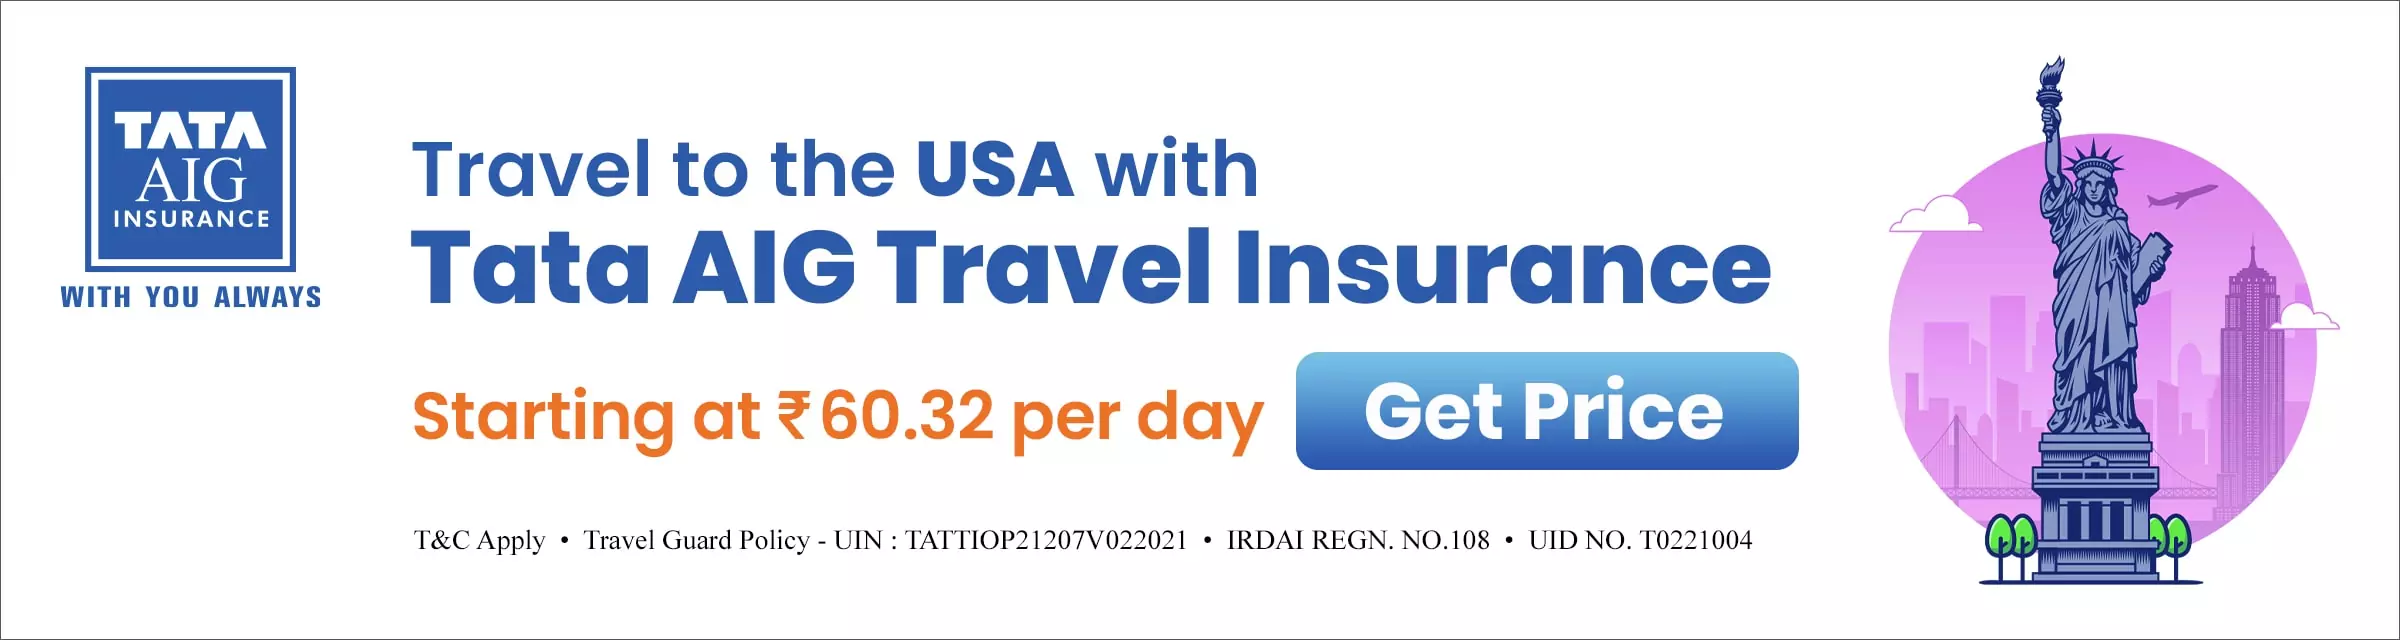 TATA
AIG
INSURANCE
WITH YOU ALWAYS
Travel to the USA with
Tata AIG Travel Insurance
Starting at ₹60.32 per day
Get Price
T&C Apply • Travel Guard Policy - UIN : TATTIOP21207V022021 • IRDAI REGN. NO.108 • UID NO. T0221004